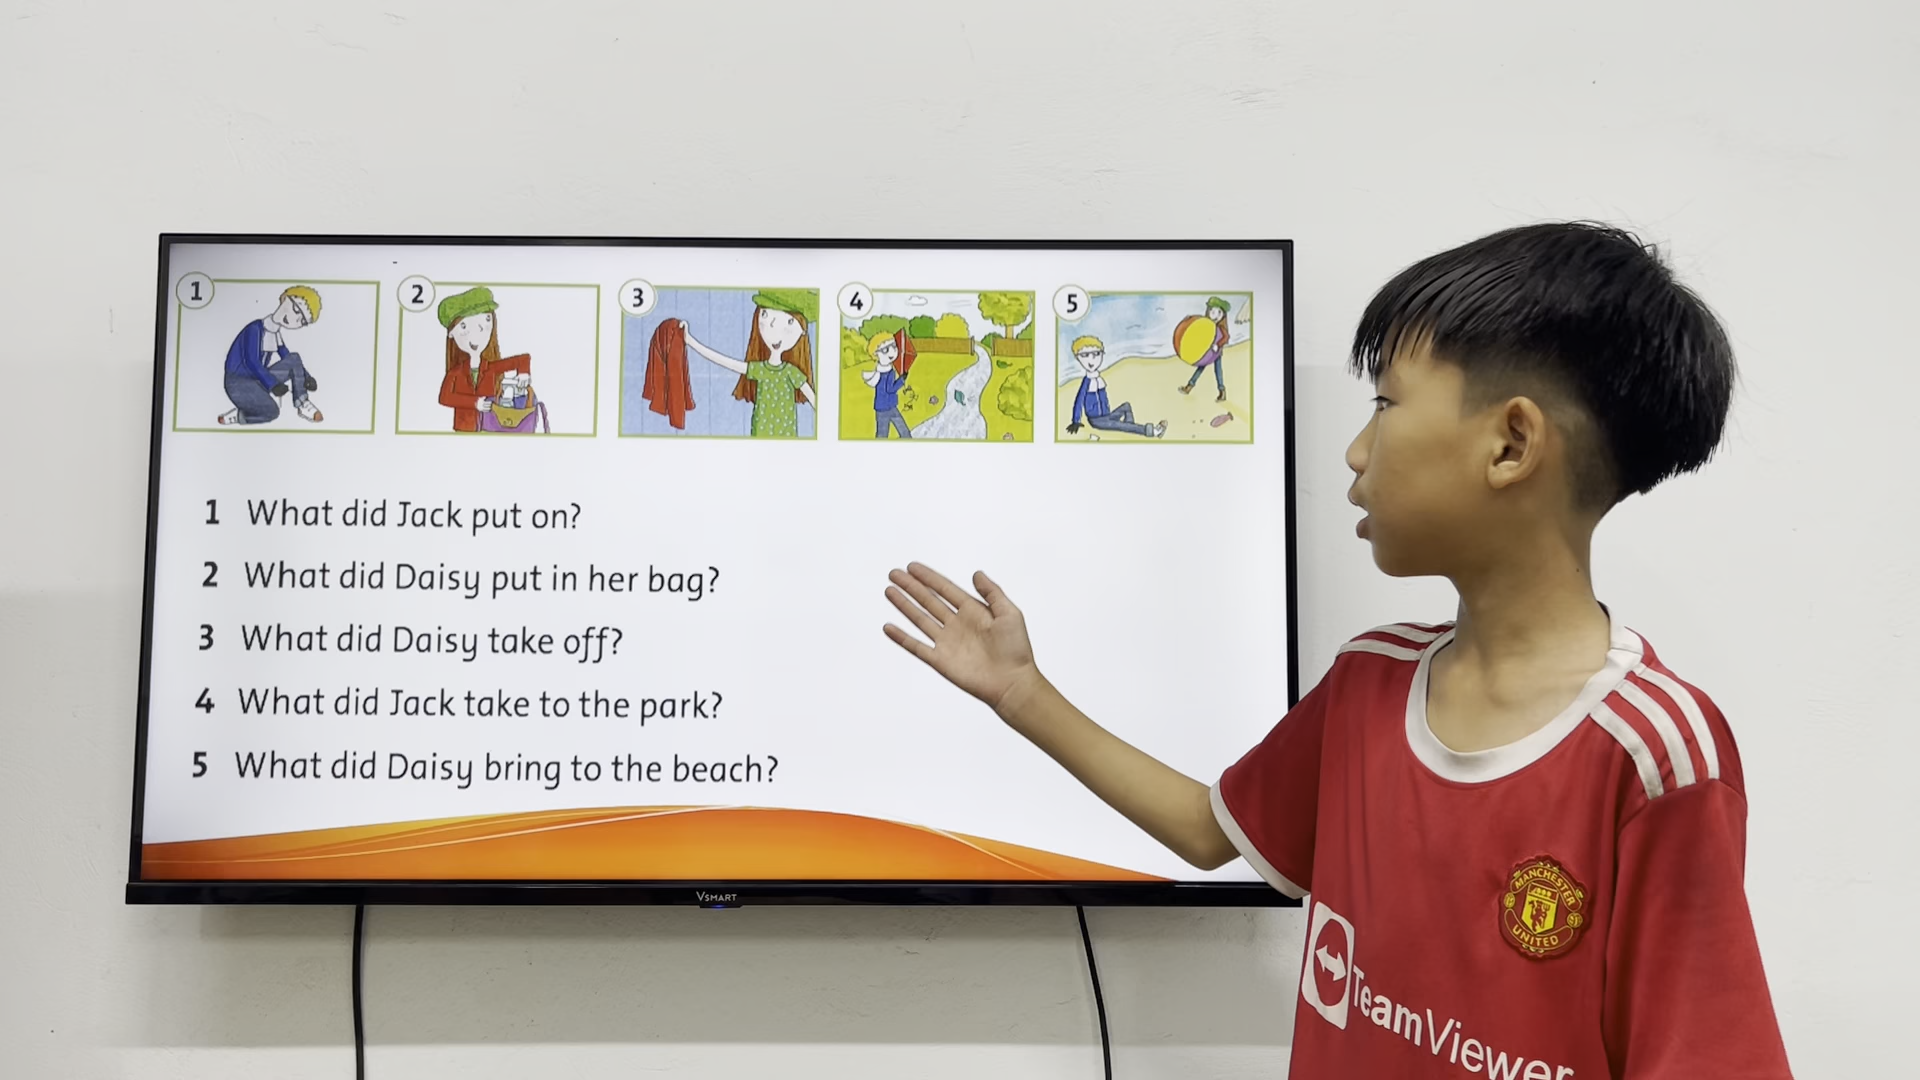 1
2
3
4
5
1 What did Jack put on?
2 What did Daisy put in her bag?
3 What did Daisy take off?
4 What did Jack take to the park?
5 What did Daisy bring to the beach?
VSMART
MANCHESTER
UNITED
TeamViewer